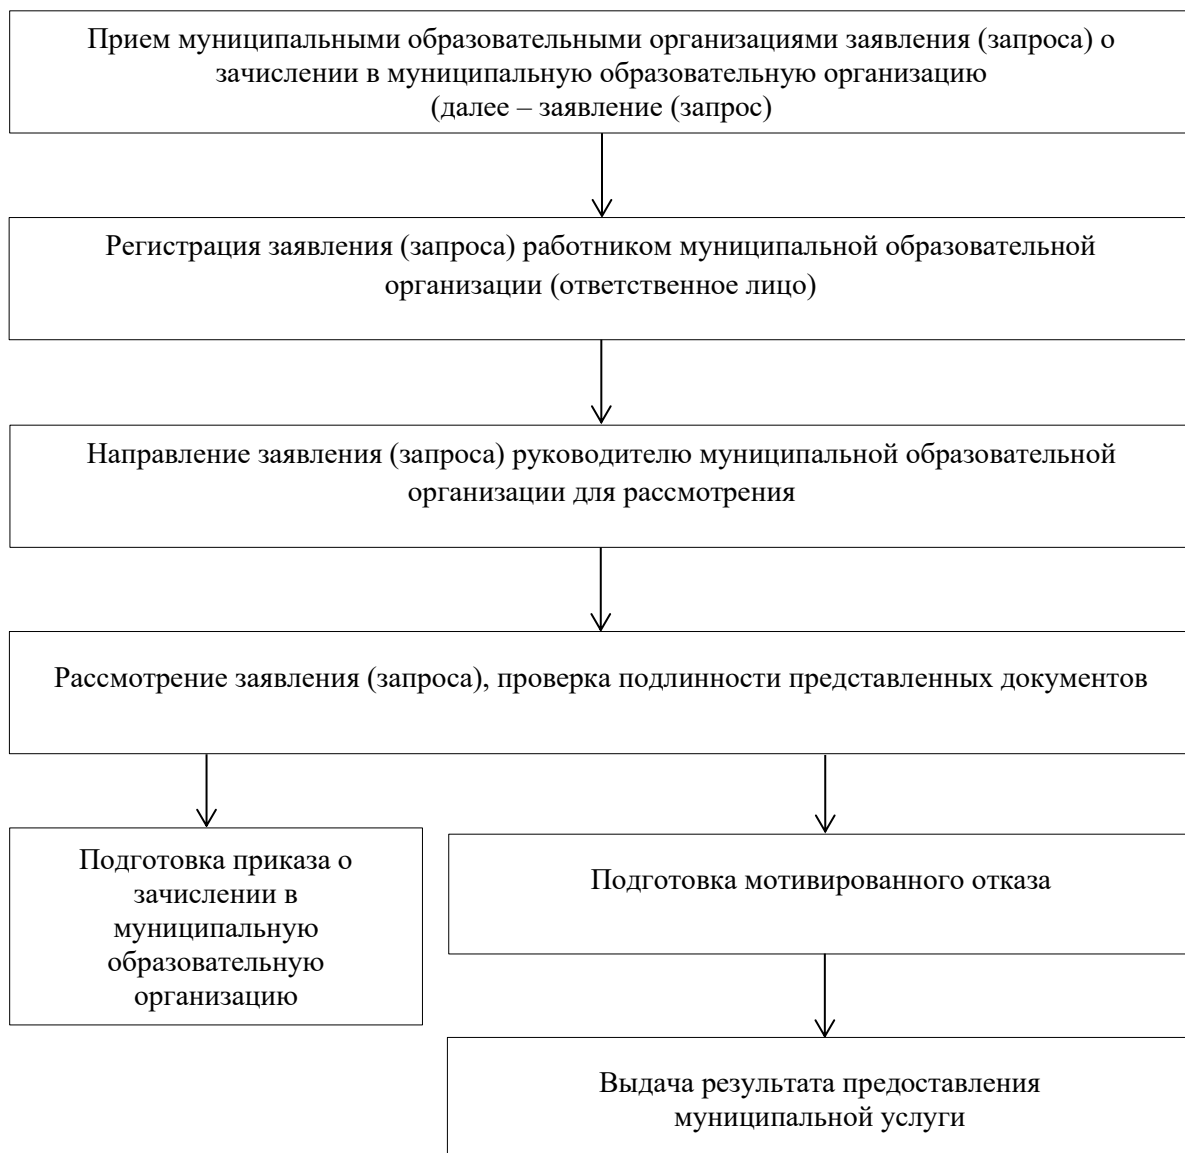 Прием муниципальными образовательными организациями заявления (запроса) о
зачислении в муниципальную образовательную организацию
(далее – заявление (запрос)
Регистрация заявления (запроса) работником муниципальной образовательной
организации (ответственное лицо)
Направление заявления (запроса) руководителю муниципальной образовательной
организации для рассмотрения
Рассмотрение заявления (запроса), проверка подлинности представленных документов
Подготовка приказа о
зачислении в
муниципальную
образовательную
организацию
Подготовка мотивированного отказа
Выдача результата предоставления
муниципальной услуги